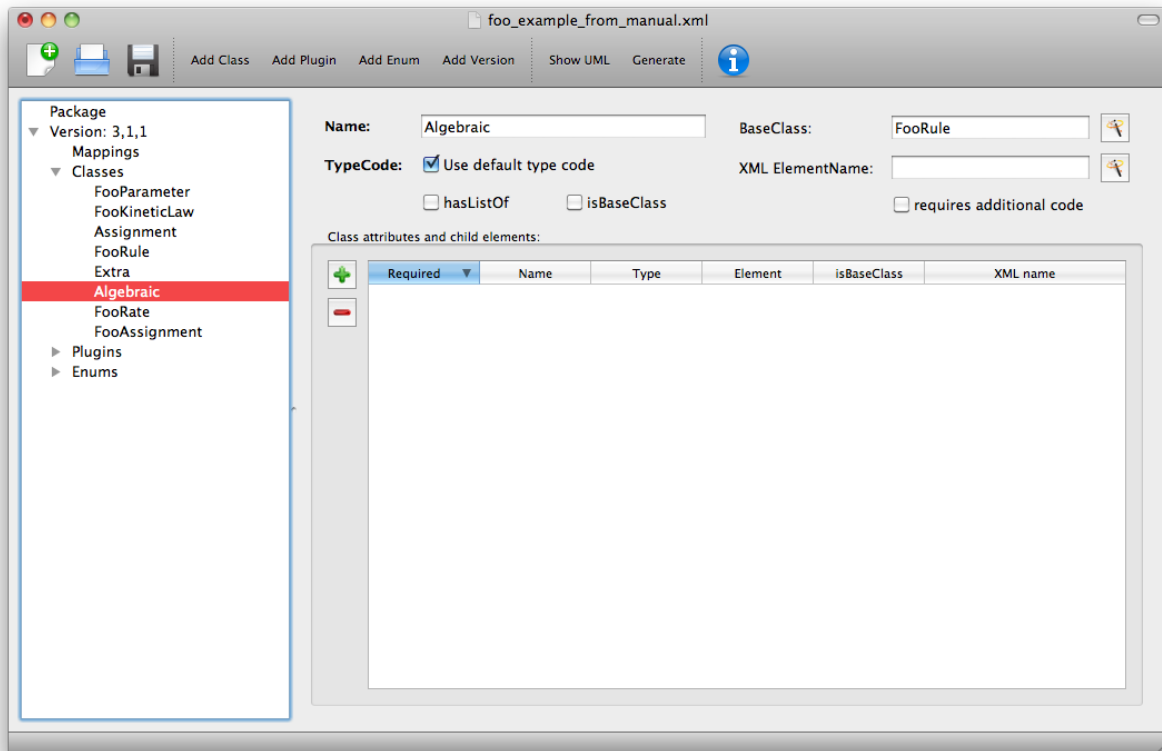 foo_example_from_manual.xml
Add Class Add Plugin Add Enum Add Version Show UML Generate
Package
Version: 3,1,1
Mappings
Classes
FooParameter
FooKineticLaw
Assignment
FooRule
Extra
Algebraic
FooRate
FooAssignment
Plugins
Enums
Name: Algebraic BaseClass: FooRule
TypeCode: Use default type code XML ElementName:
hasListOf isBaseClass requires additional code
Class attributes and child elements:
Required Name Type Element isBaseClass XML name